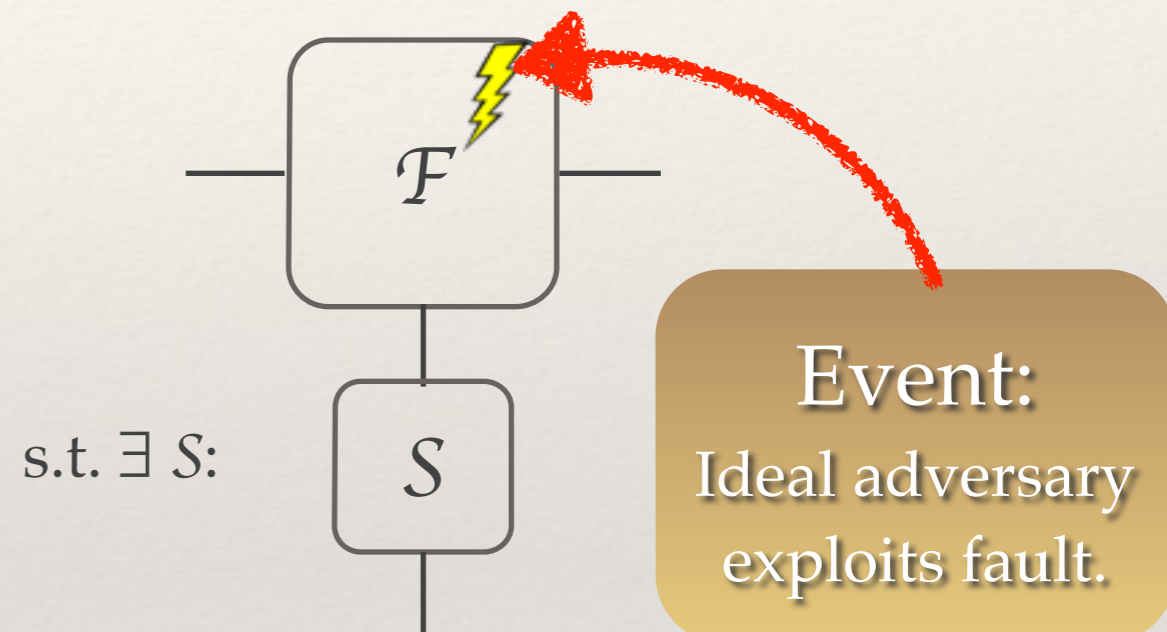 ℱ
Event:
Ideal adversary
s.t. ∃ 𝒮:
𝒮
exploits fault.